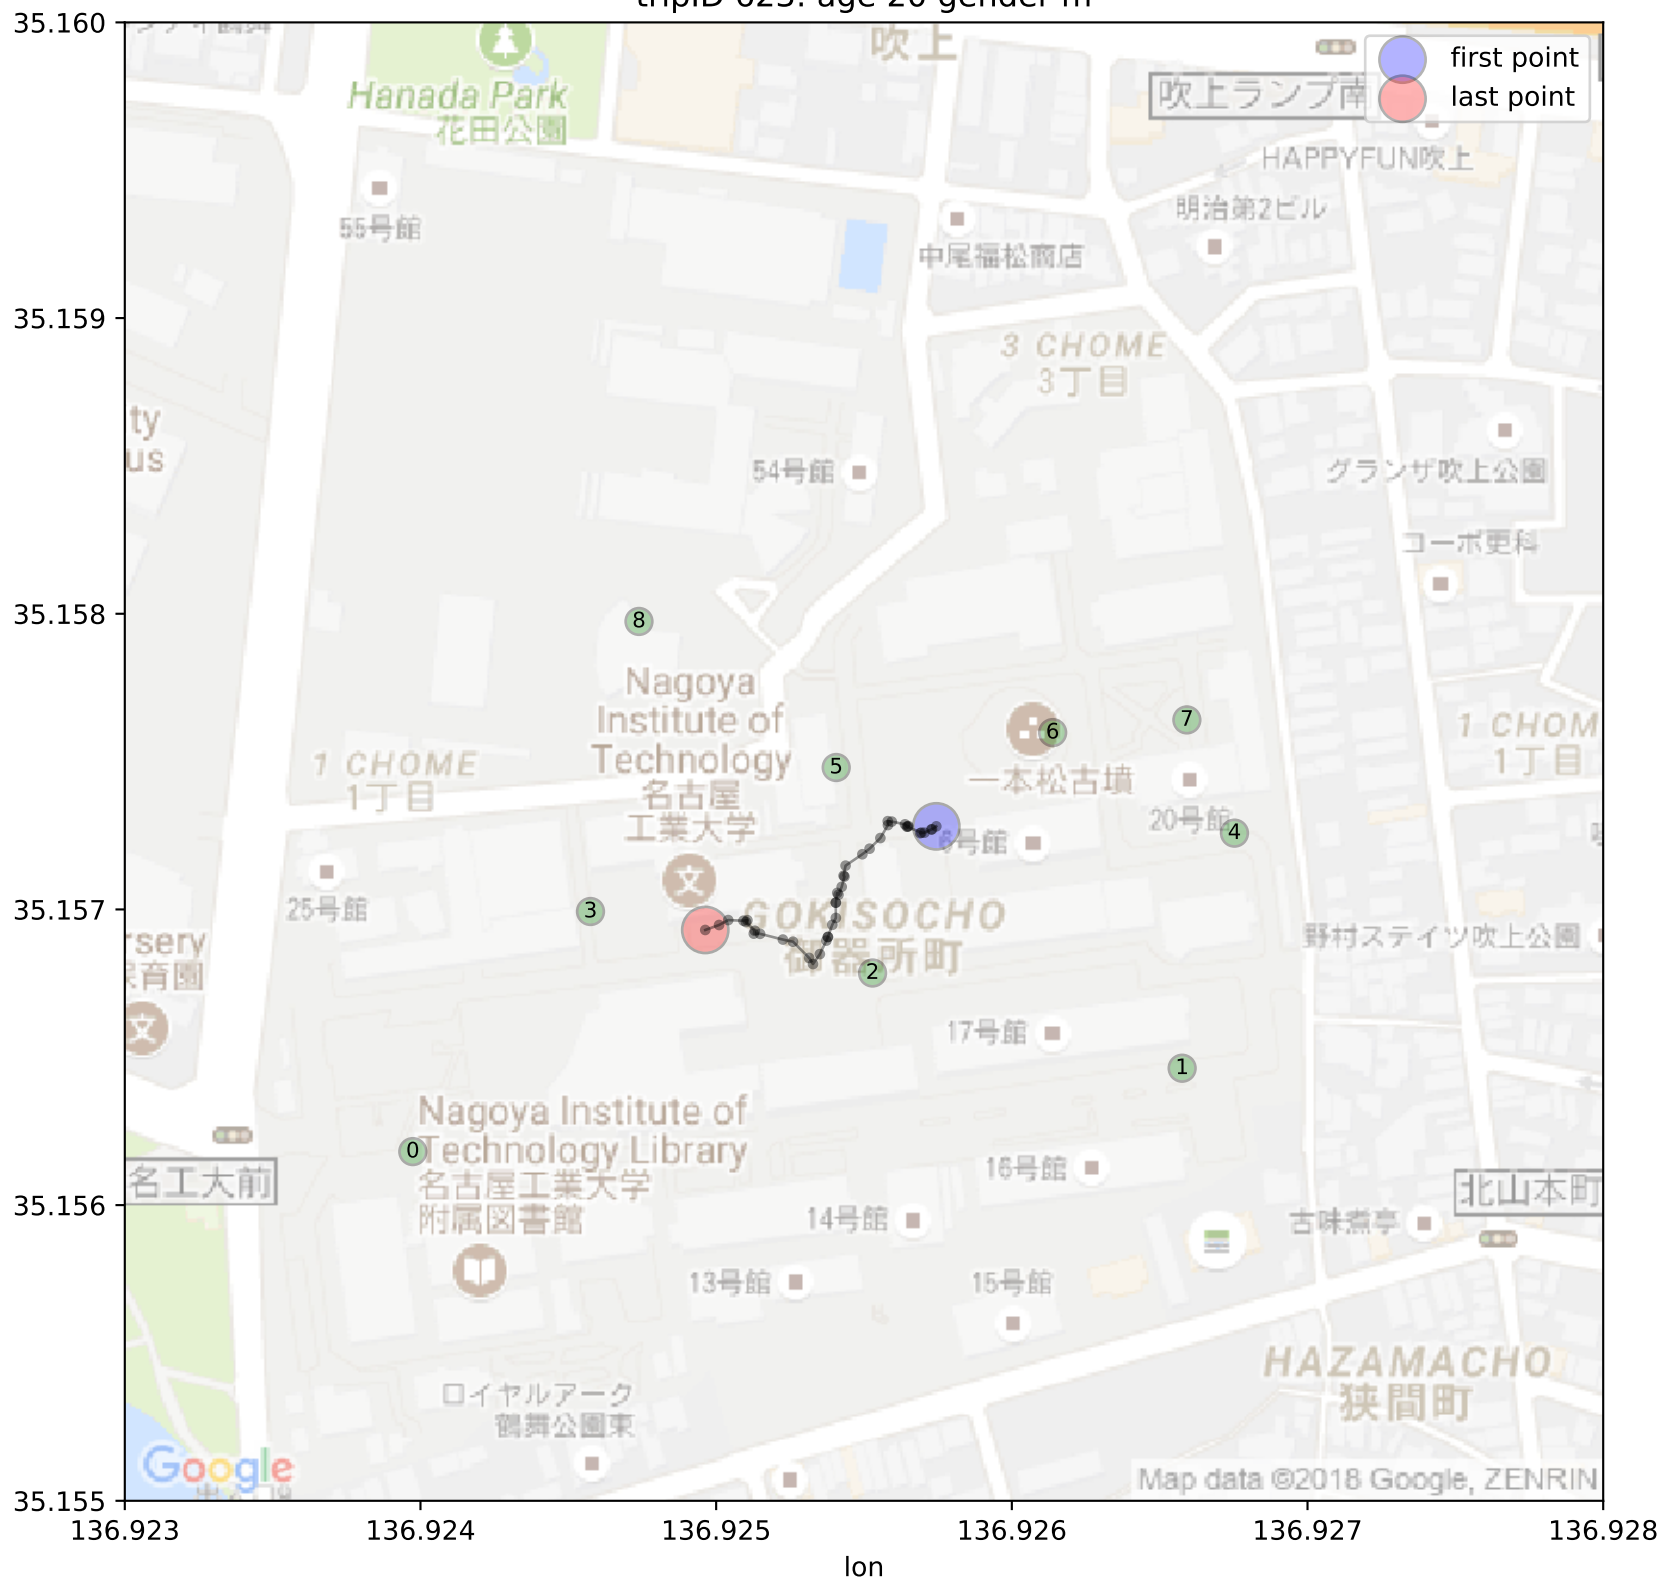 35.160
first point
last point
吹上
吹上ランプ南
Hanada Park
花田公園
HAPPYFUN吹上
55号館
明治第2ビル
中尾福松商店
35.159
3 CHOME
3丁目
ty
us
54号館
グランザ吹上公園
コーポ更科
35.158
8
Nagoya
Institute of
Technology
名古屋
工業大学
1 CHOME
1丁目
5
6
7
一本松古墳
1 CHOM
1丁目
20号館
4
6号館
25号館
3
35.157
GOKISOCHO
御器所町
2
野村ステイツ吹上公園
rsery
保育園
17号館
1
Nagoya Institute of
Technology Library
名古屋工業大学
附属図書館
0
名工大前
16号館
北山本町
35.156
14号館
古味煮亭
13号館
15号館
HAZAMACHO
狭間町
ロイヤルアーク
鶴舞公園東
Google
Map data ©2018 Google, ZENRIN
35.155
136.923
136.924
136.925
136.926
136.927
136.928
lon